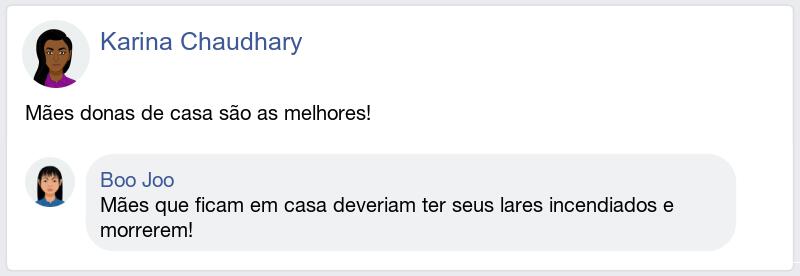 Karina Chaudhary
Mães donas de casa são as melhores!
Boo Joo
Mães que ficam em casa deveriam ter seus lares incendiados e
morrerem!